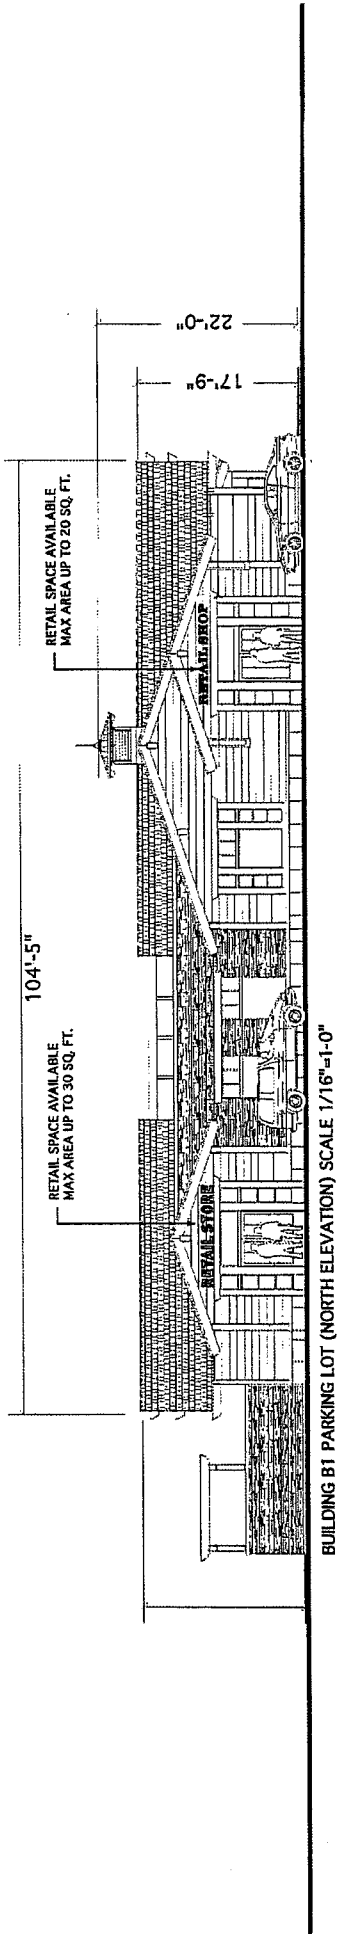 104'-5"
RETAIL SPACE AVAILABLE
MAX AREA UP TO 30 SQ. FT.
RETAIL SPACE AVAILABLE
MAX AREA UP TO 20 SQ. FT.
RETAIL STORE
RETAIL SHOP
17'-9"
22'-0"
BUILDING B1 PARKING LOT (NORTH ELEVATION) SCALE 1/16"=1-0"